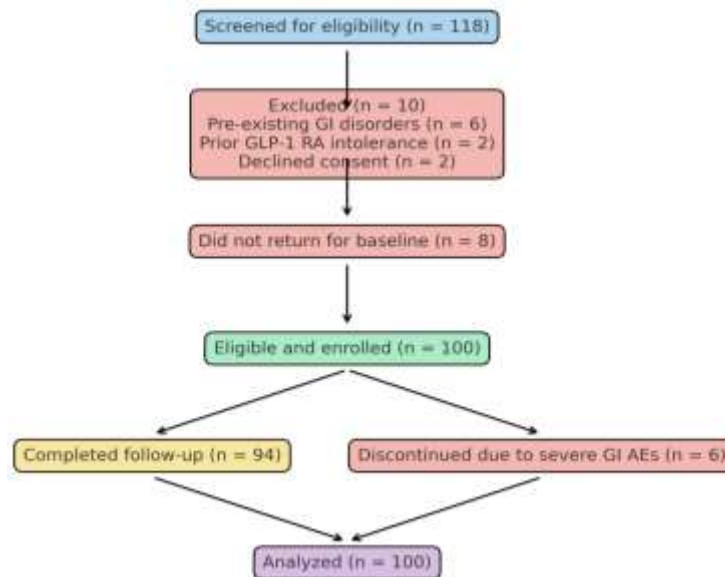 Screened for eligibility (n = 118)
Excluded (n = 10)
Pre-existing GI disorders (n = 6)
Prior GLP-1 RA intolerance (n = 2)
Declined consent (n = 2)
Did not return for baseline (n = 8)
Eligible and enrolled (n = 100)
Completed follow-up (n = 94)
Discontinued due to severe GI AEs (n = 6)
Analyzed (n = 100)